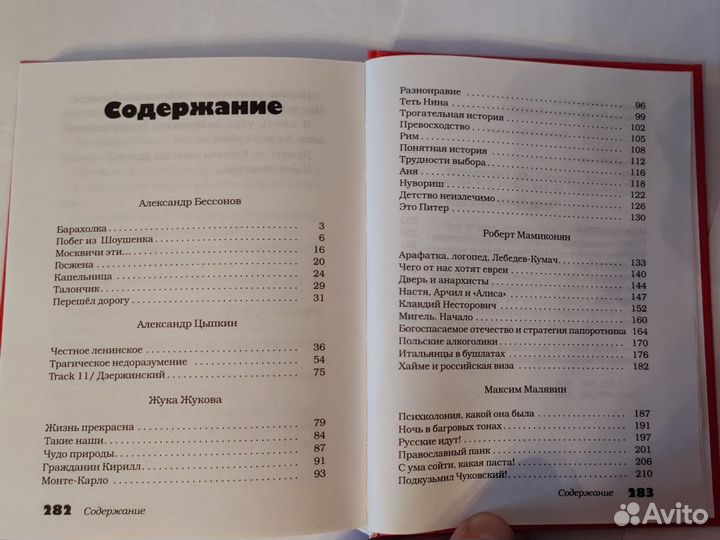 Содержание
Александр Бессонов
Барахолка 3
Побег из Шоушенка 6
Москвичи эти... 16
Госжена 20
Капельница 24
Талончик 29
Перешёл дорогу 31
Александр Цыпкин
Честное ленинское 36
Трагическое недоразумение 54
Track 11/ Дзержинский 75
Жука Жукова
Жизнь прекрасна 79
Такие наши 84
Чудо природы 87
Гражданин Кирилл 91
Монте-Карло 93
282 Содержание
Разнонравие 96
Теть Нина 99
Трогательная история 102
Превосходство 105
Рим 108
Понятная история 112
Трудности выбора 116
Аня 118
Нувориш 122
Детство неизлечимо 126
Это Питер 130
Роберт Мамиконян
Арафатка, логопед, Лебедев-Кумач 133
Чего от нас хотят евреи 140
Дверь и анархисты 144
Настя, Арчил и «Алиса» 147
Клавдий Несторович 152
Мигель. Начало 160
Богоспасаемое отечество и стратегия папоротника 164
Польские алкоголики 170
Итальянцы в бушлатах 176
Хайме и российская виза 182
Максим Малявин
Психколония, какой она была 187
Ночь в багровых тонах 191
Русские идут! 197
Православный панк 201
С ума сойти, какая паста! 206
Подкузьмил Чуковский! 210
Содержание 283
Avito